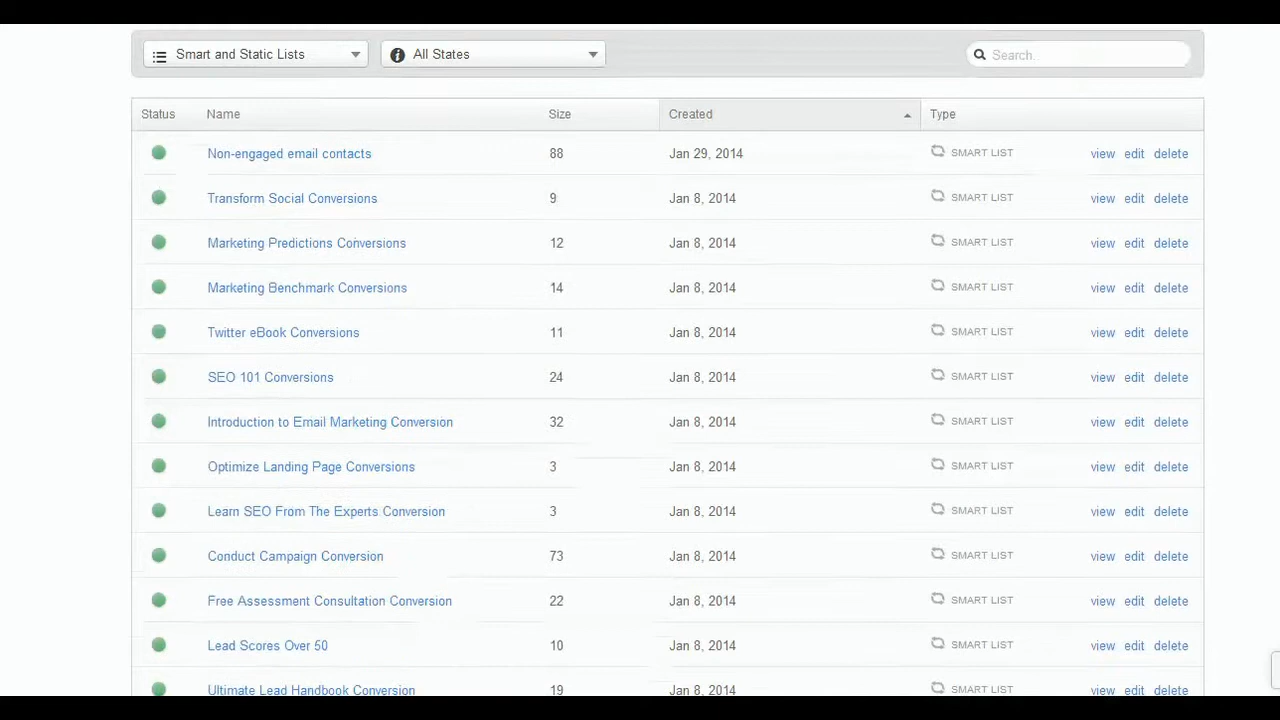 Smart and Static Lists All States Search..
Status Name Size Created Type
Non-engaged email contacts 88 Jan 29, 2014 SMART LIST view edit delete
Transform Social Conversions 9 Jan 8, 2014 SMART LIST view edit delete
Marketing Predictions Conversions 12 Jan 8, 2014 SMART LIST view edit delete
Marketing Benchmark Conversions 14 Jan 8, 2014 SMART LIST view edit delete
Twitter eBook Conversions 11 Jan 8, 2014 SMART LIST view edit delete
SEO 101 Conversions 24 Jan 8, 2014 SMART LIST view edit delete
Introduction to Email Marketing Conversion 32 Jan 8, 2014 SMART LIST view edit delete
Optimize Landing Page Conversions 3 Jan 8, 2014 SMART LIST view edit delete
Learn SEO From The Experts Conversion 3 Jan 8, 2014 SMART LIST view edit delete
Conduct Campaign Conversion 73 Jan 8, 2014 SMART LIST view edit delete
Free Assessment Consultation Conversion 22 Jan 8, 2014 SMART LIST view edit delete
Lead Scores Over 50 10 Jan 8, 2014 SMART LIST view edit delete
Ultimate Lead Handbook Conversion 19 Jan 8, 2014 SMART LIST view edit delete